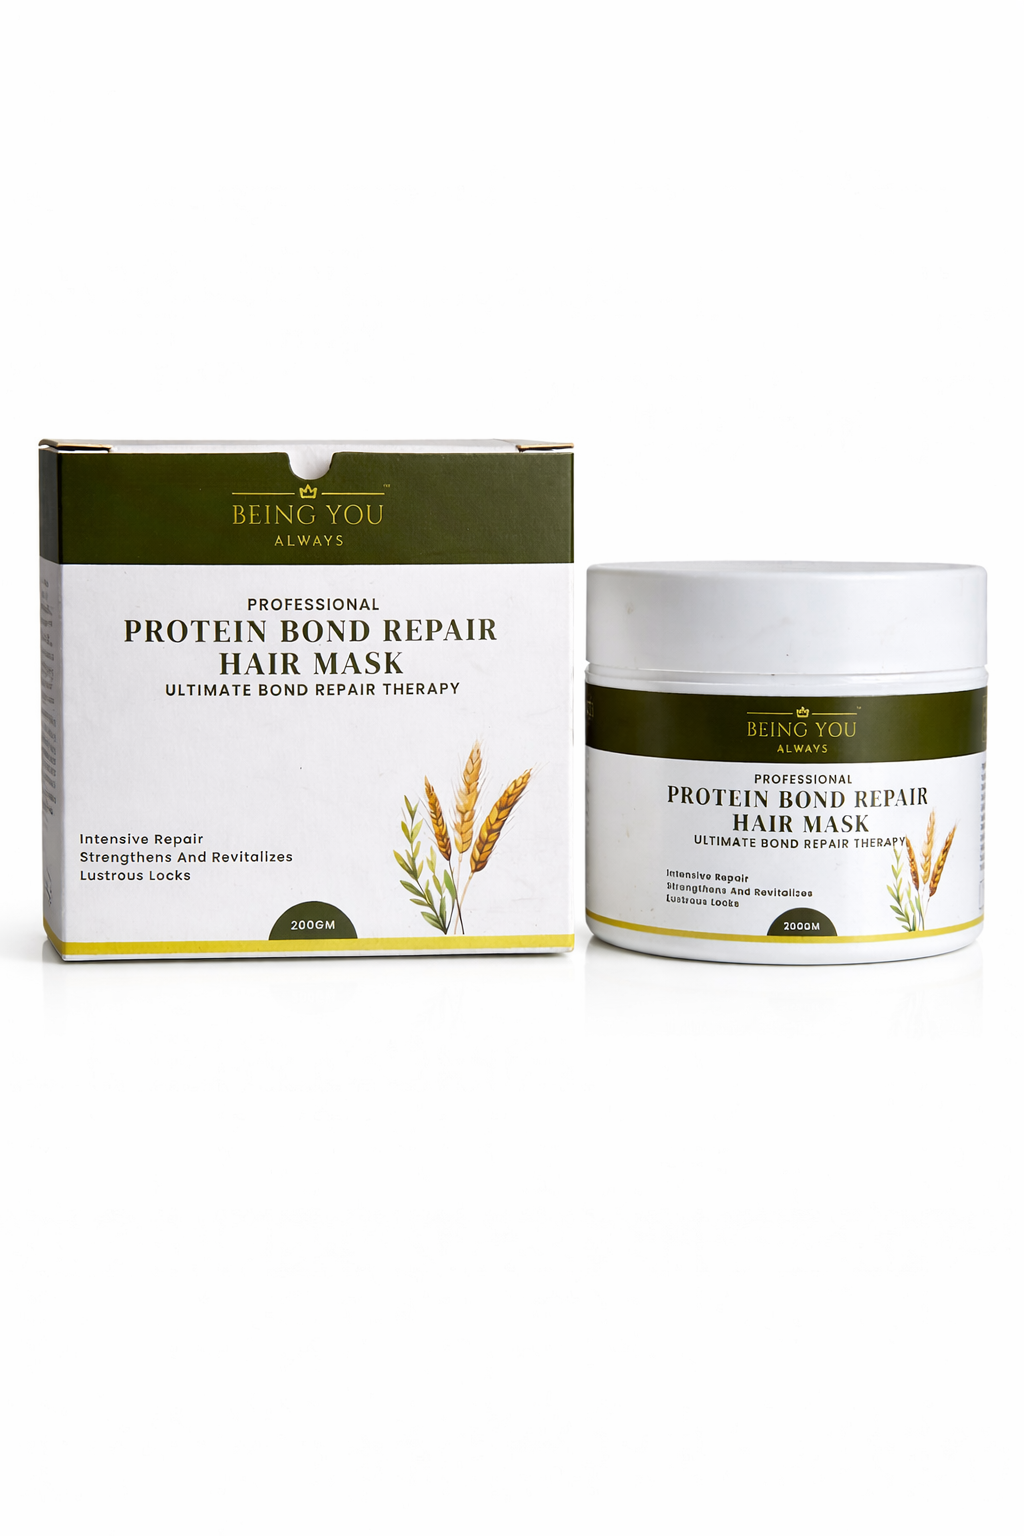 BEING YOU
™
ALWAYS
PROFESSIONAL
PROTEIN BOND REPAIR
HAIR MASK
ULTIMATE BOND REPAIR THERAPY
Intensive Repair
Strengthens And Revitalizes
Lustrous Locks
200GM
BEING YOU
™
ALWAYS
PROFESSIONAL
PROTEIN BOND REPAIR
HAIR MASK
ULTIMATE BOND REPAIR THERAPY
Intensive Repair
Strengthens And Revitalizes
Lustrous Locks
200GM